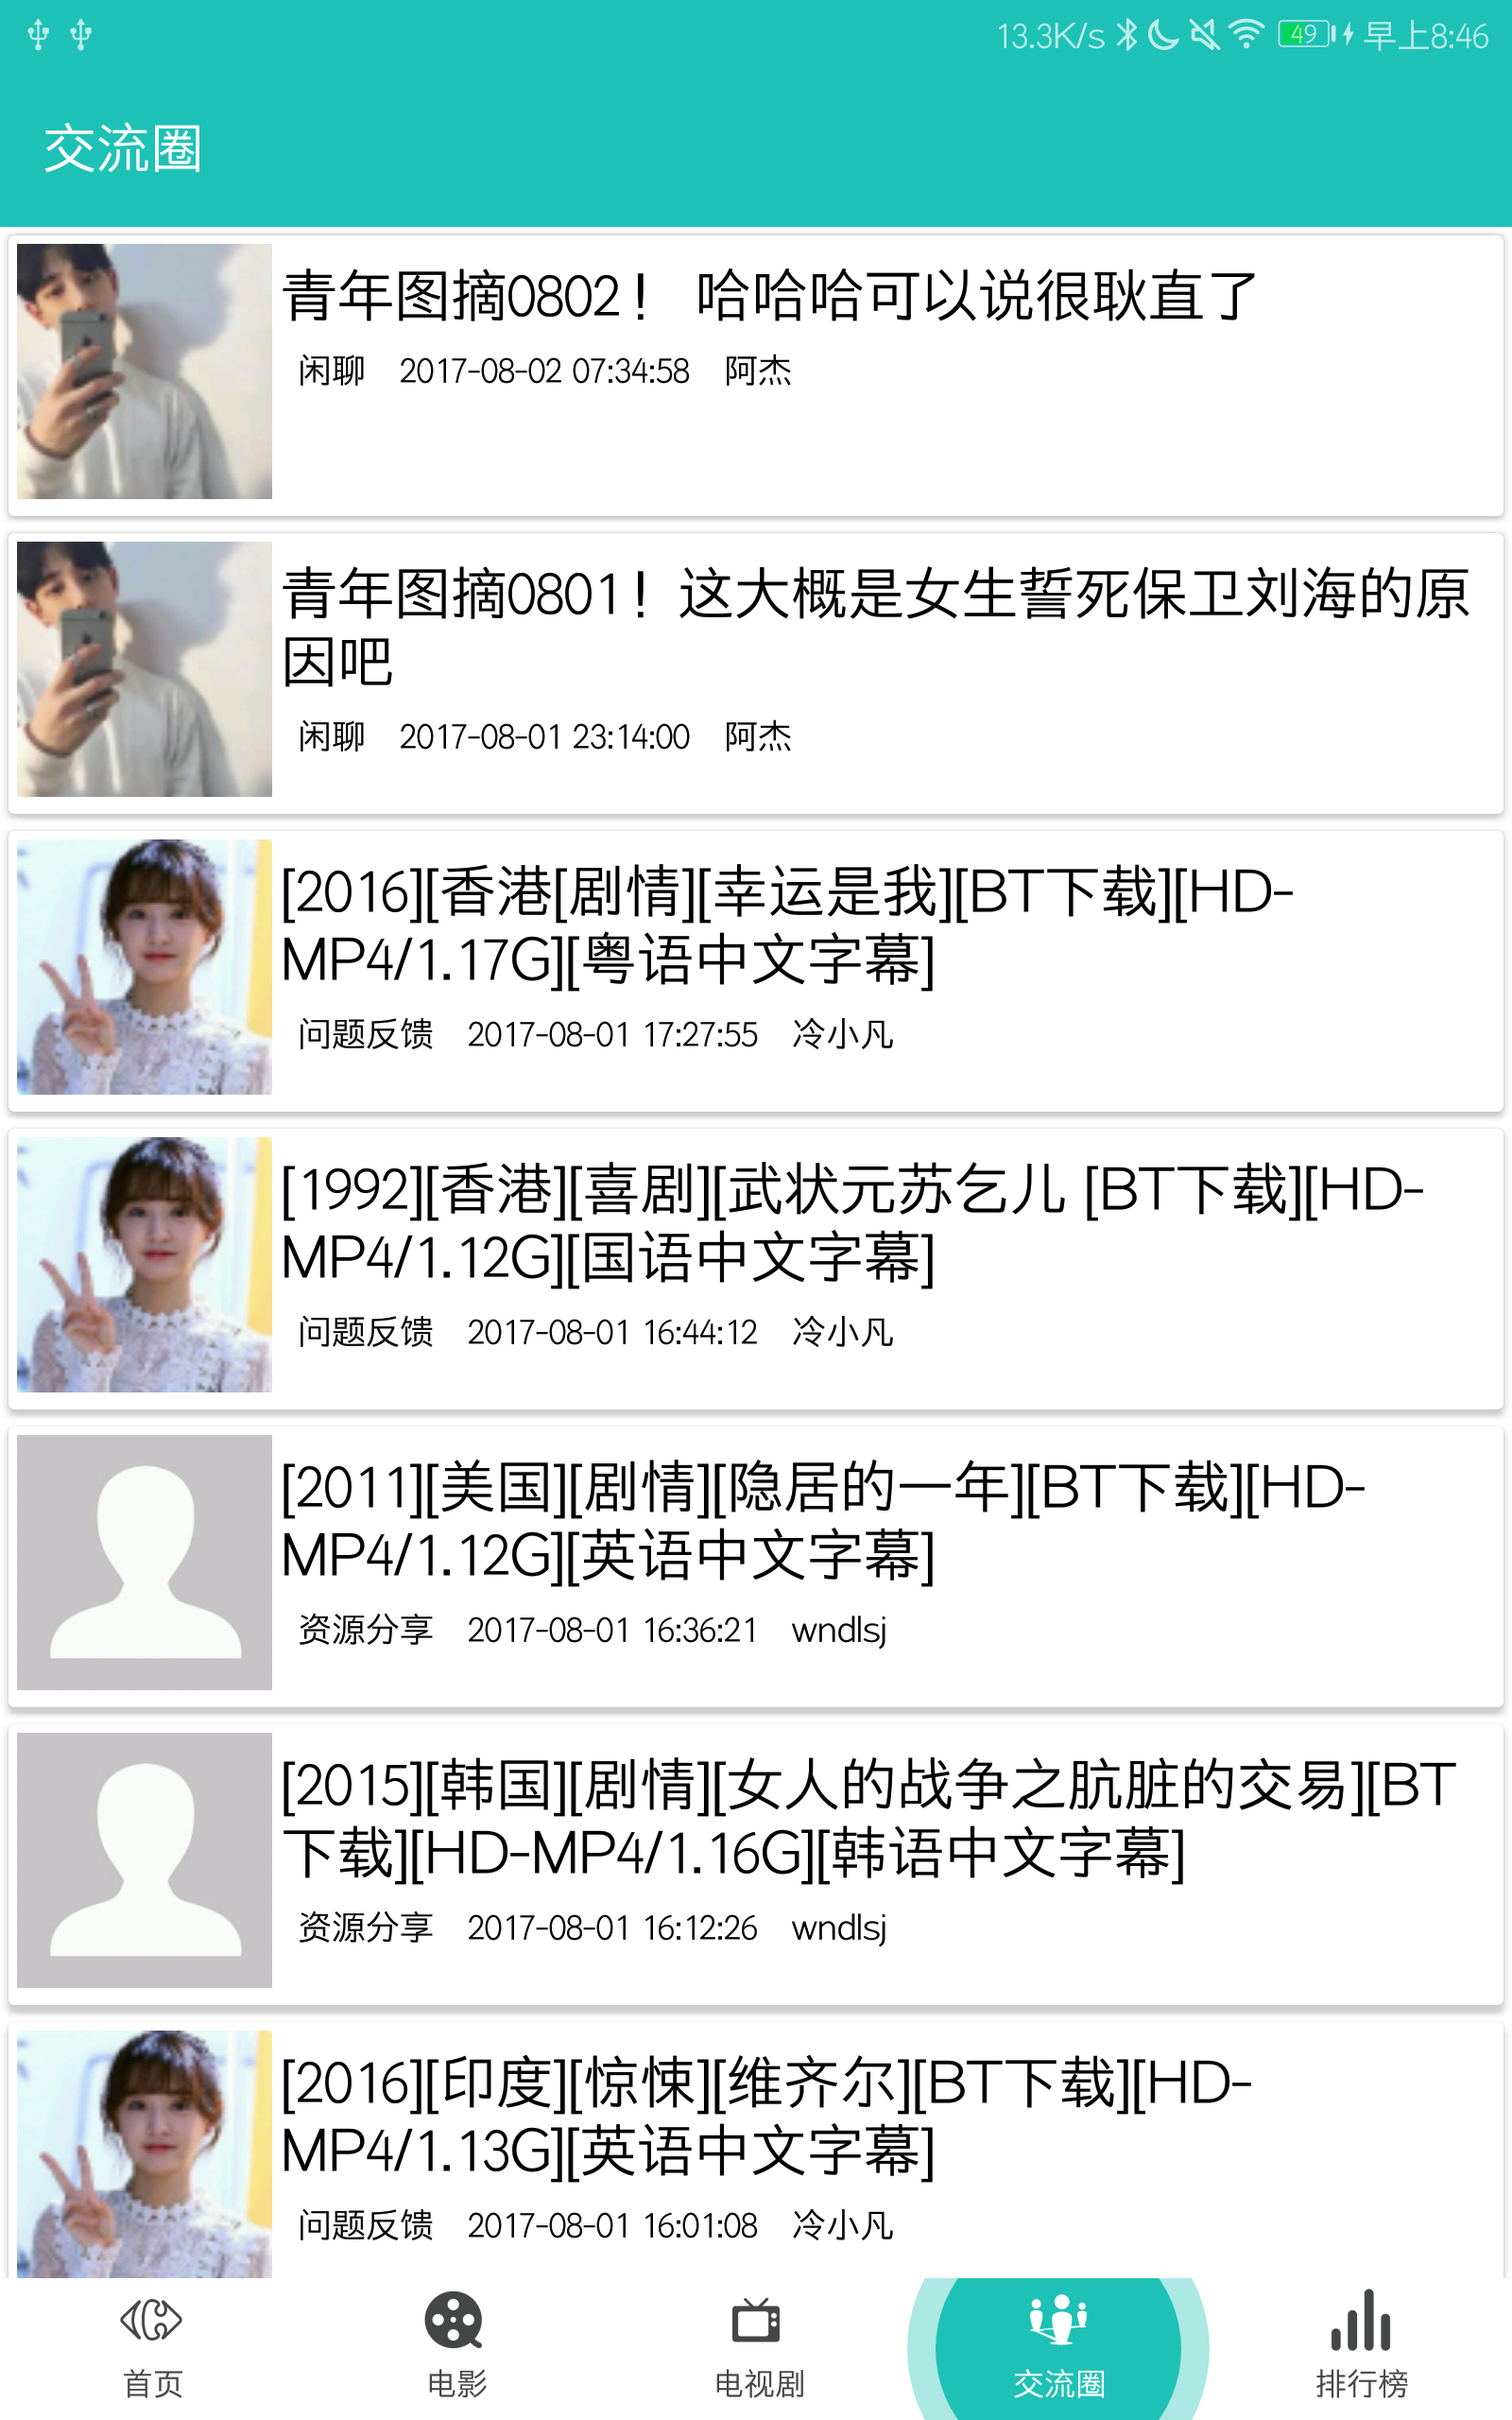 13.3K/s 49 早上8:46
交流圈
青年图摘0802！ 哈哈哈可以说很耿直了
闲聊 2017-08-02 07:34:58 阿杰
青年图摘0801！这大概是女生誓死保卫刘海的原
因吧
闲聊 2017-08-01 23:14:00 阿杰
[2016][香港[剧情][幸运是我][BT下载][HD-
MP4/1.17G][粤语中文字幕]
问题反馈 2017-08-01 17:27:55 冷小凡
[1992][香港][喜剧][武状元苏乞儿 [BT下载][HD-
MP4/1.12G][国语中文字幕]
问题反馈 2017-08-01 16:44:12 冷小凡
[2011][美国][剧情][隐居的一年][BT下载][HD-
MP4/1.12G][英语中文字幕]
资源分享 2017-08-01 16:36:21 wndlsj
[2015][韩国][剧情][女人的战争之肮脏的交易][BT
下载][HD-MP4/1.16G][韩语中文字幕]
资源分享 2017-08-01 16:12:26 wndlsj
[2016][印度][惊悚][维齐尔][BT下载][HD-
MP4/1.13G][英语中文字幕]
问题反馈 2017-08-01 16:01:08 冷小凡
首页 电影 电视剧 交流圈 排行榜